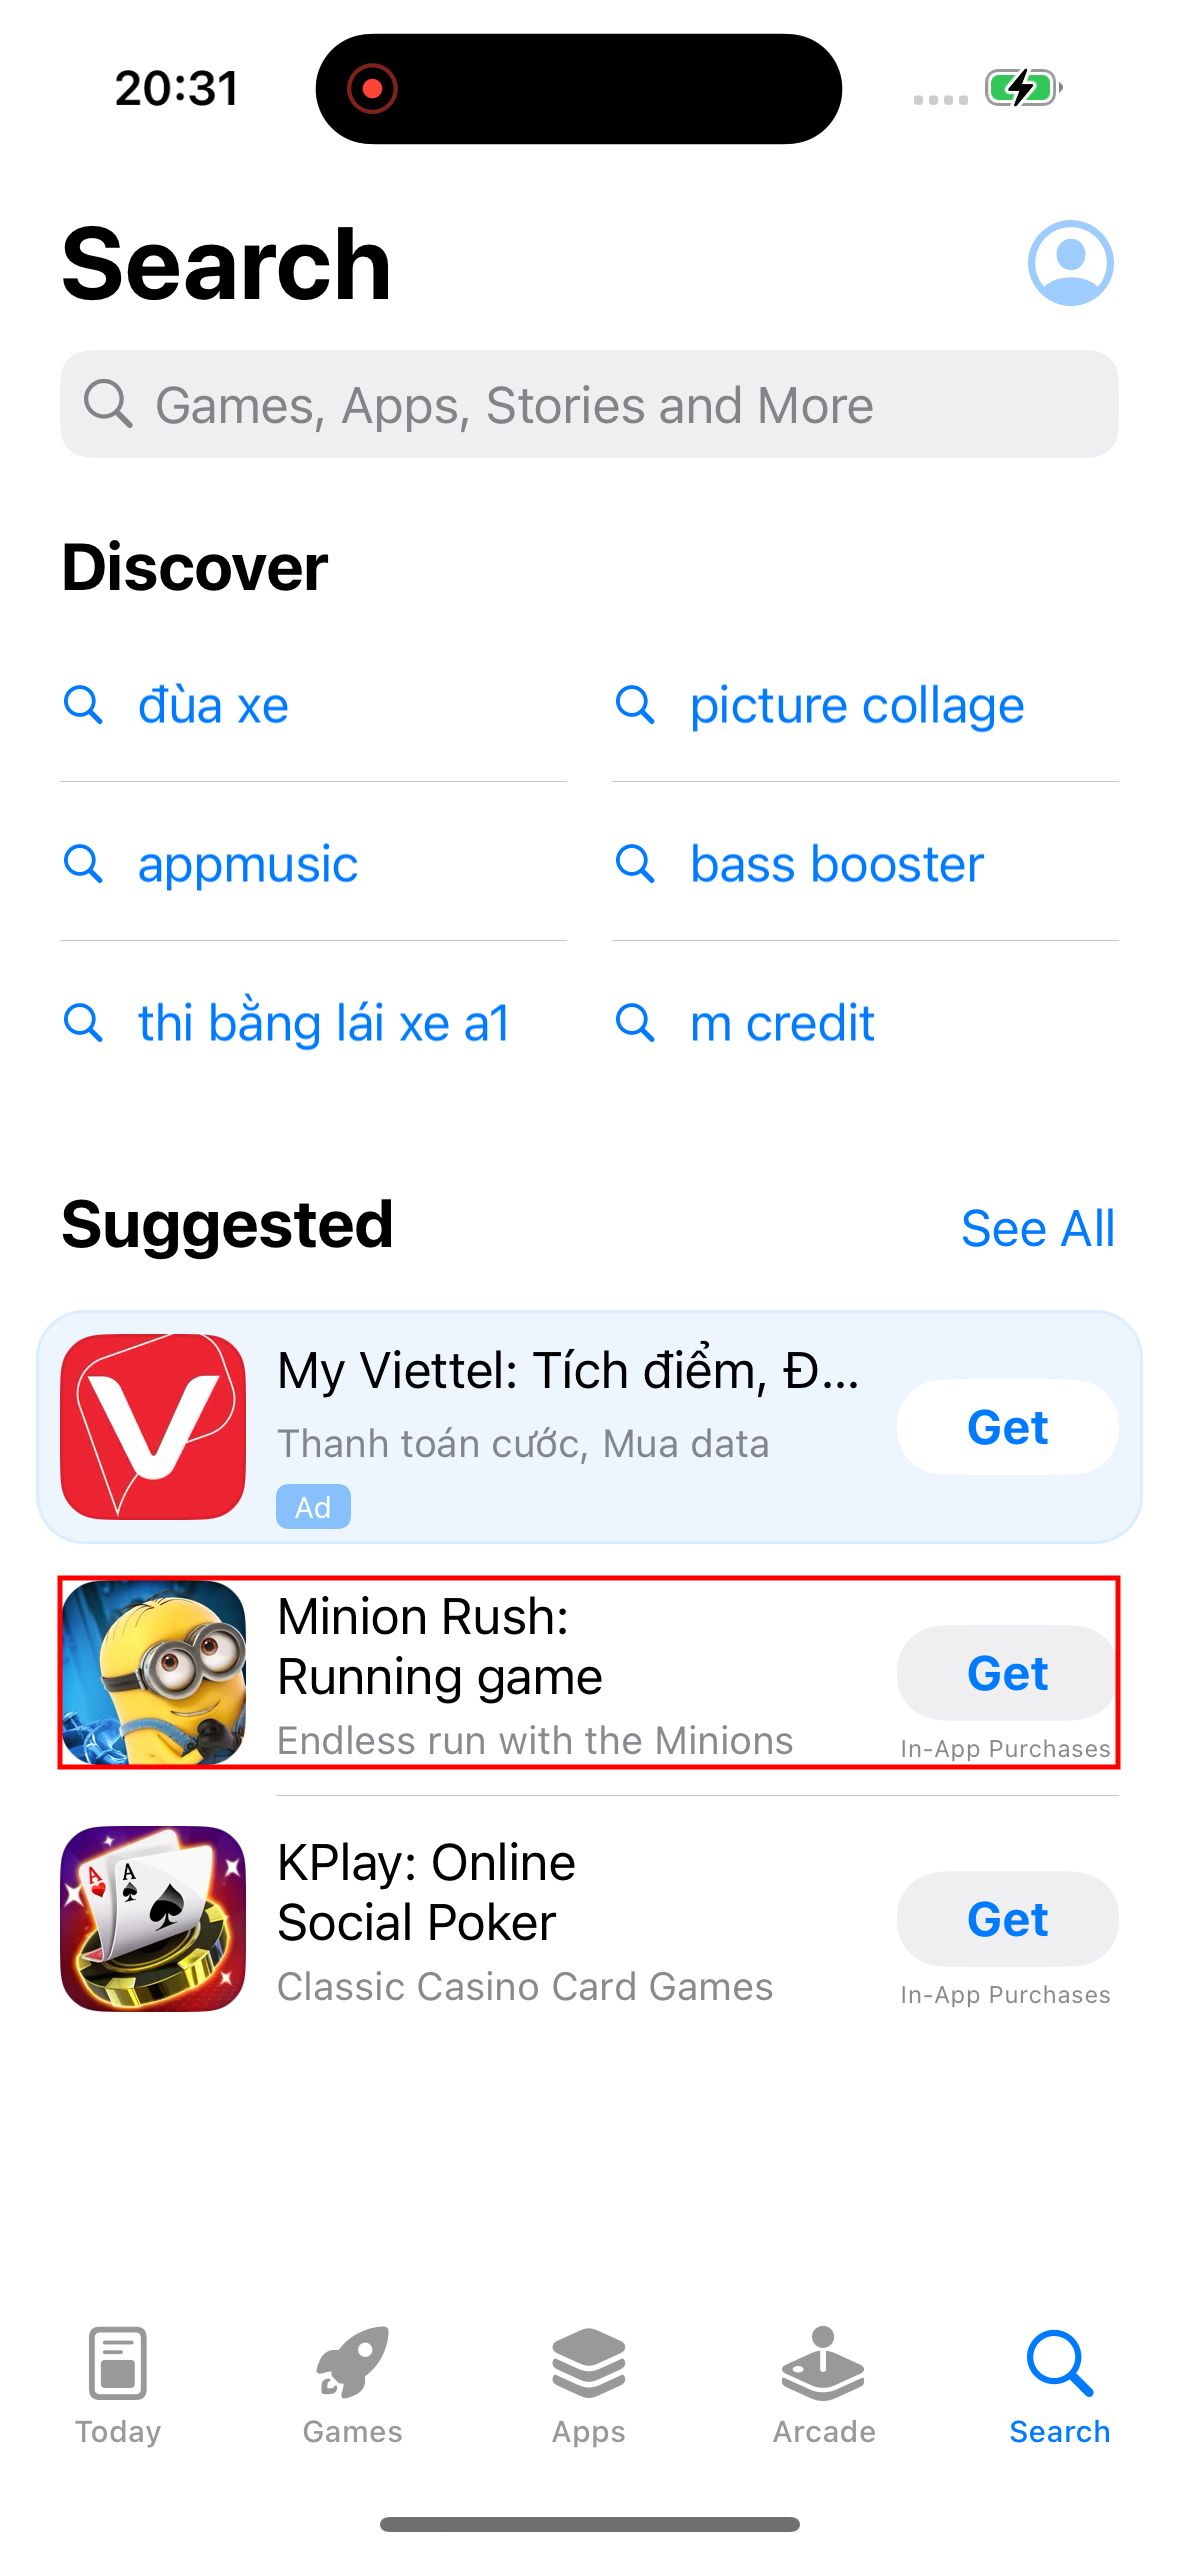 20:31
Search
Games, Apps, Stories and More
Discover
đùa xe
picture collage
appmusic
bass booster
thi bằng lái xe a1
m credit
Suggested
See All
My Viettel: Tích điểm, Đ...
Thanh toán cước, Mua data
Ad
Get
Minion Rush:
Running game
Endless run with the Minions
Get
In-App Purchases
KPlay: Online
Social Poker
Classic Casino Card Games
Get
In-App Purchases
Today
Games
Apps
Arcade
Search